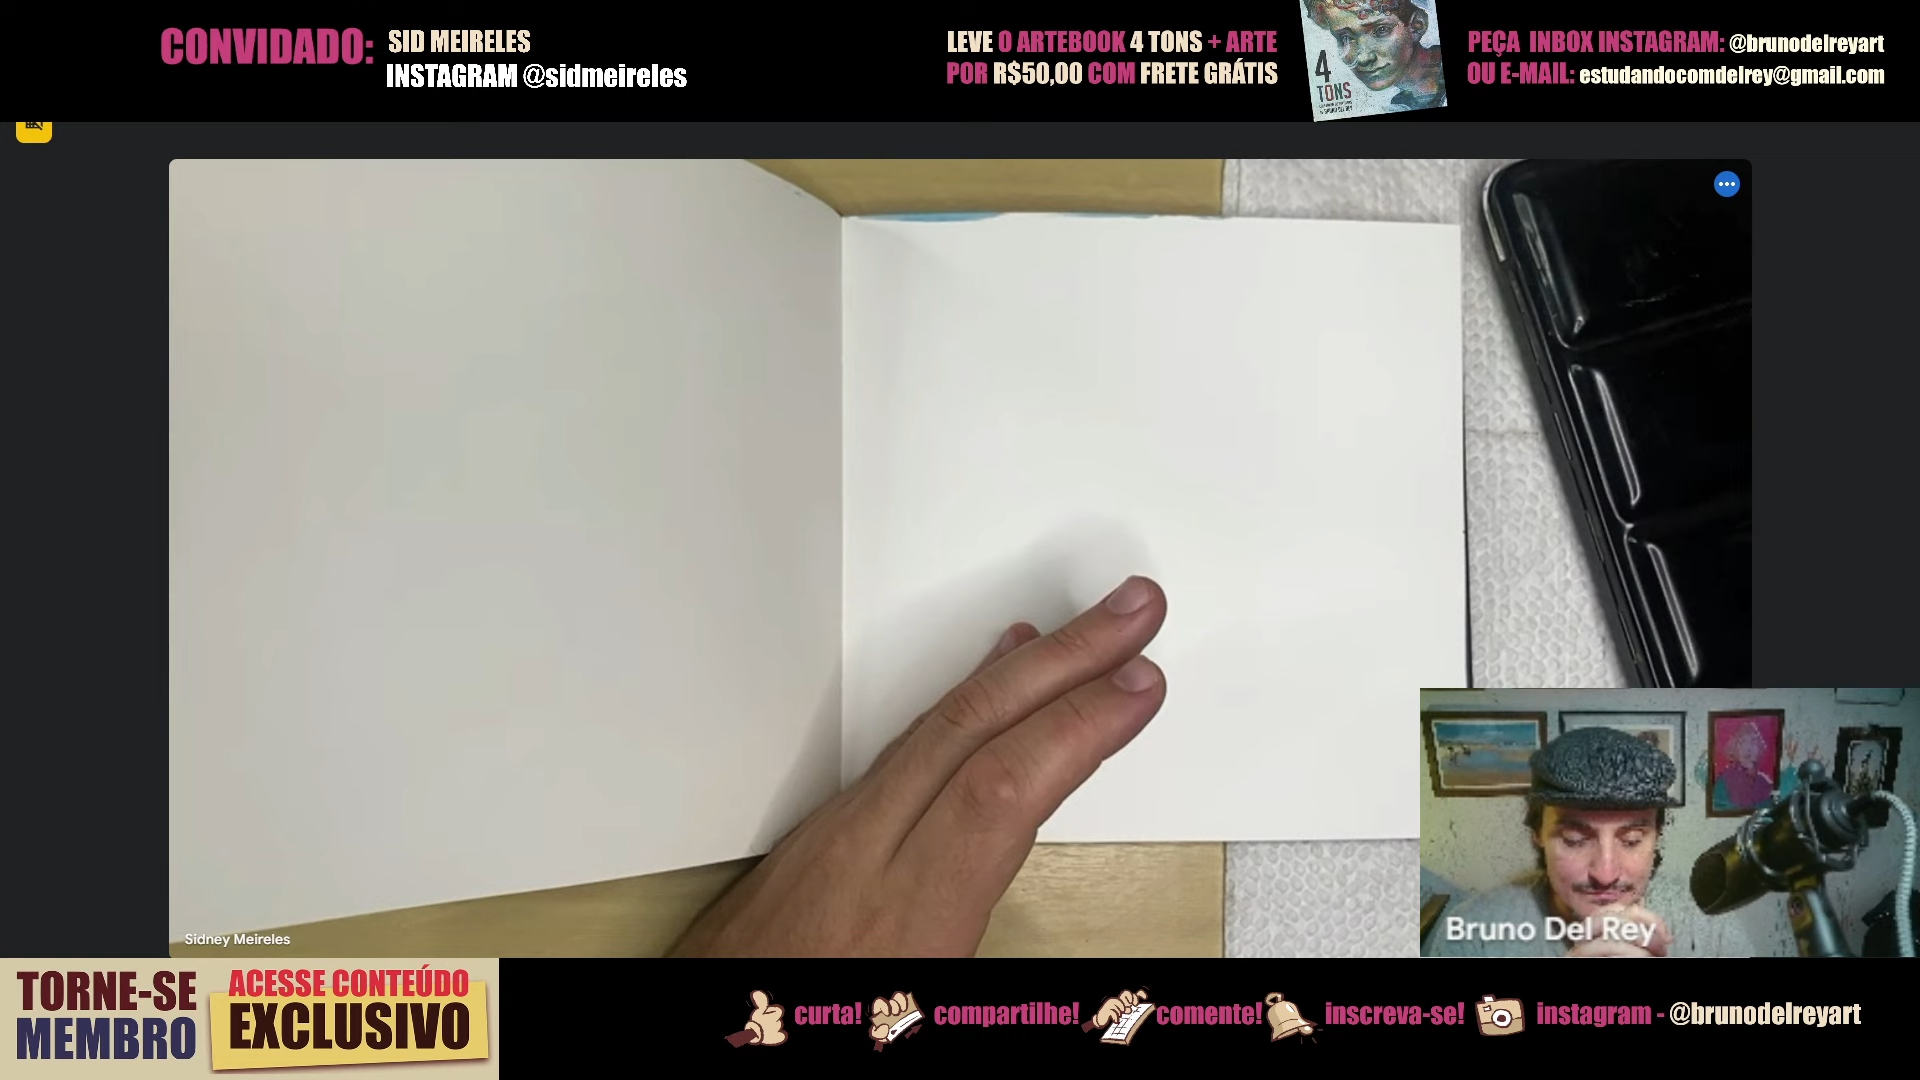 CONVIDADO:
SID MEIRELES
INSTAGRAM @sidmeireles
LEVE O ARTEBOOK 4 TONS + ARTE
POR R$50,00 COM FRETE GRÁTIS
4
TONS
PEÇA INBOX INSTAGRAM: @brunodelreyart
OU E-MAIL: estudandocomdelrey@gmail.com
Sidney Meireles
Bruno Del Rey
TORNE-SE
MEMBRO
ACESSE CONTEÚDO
EXCLUSIVO
curta!
compartilhe!
comente!
inscreva-se!
instagram - @brunodelreyart